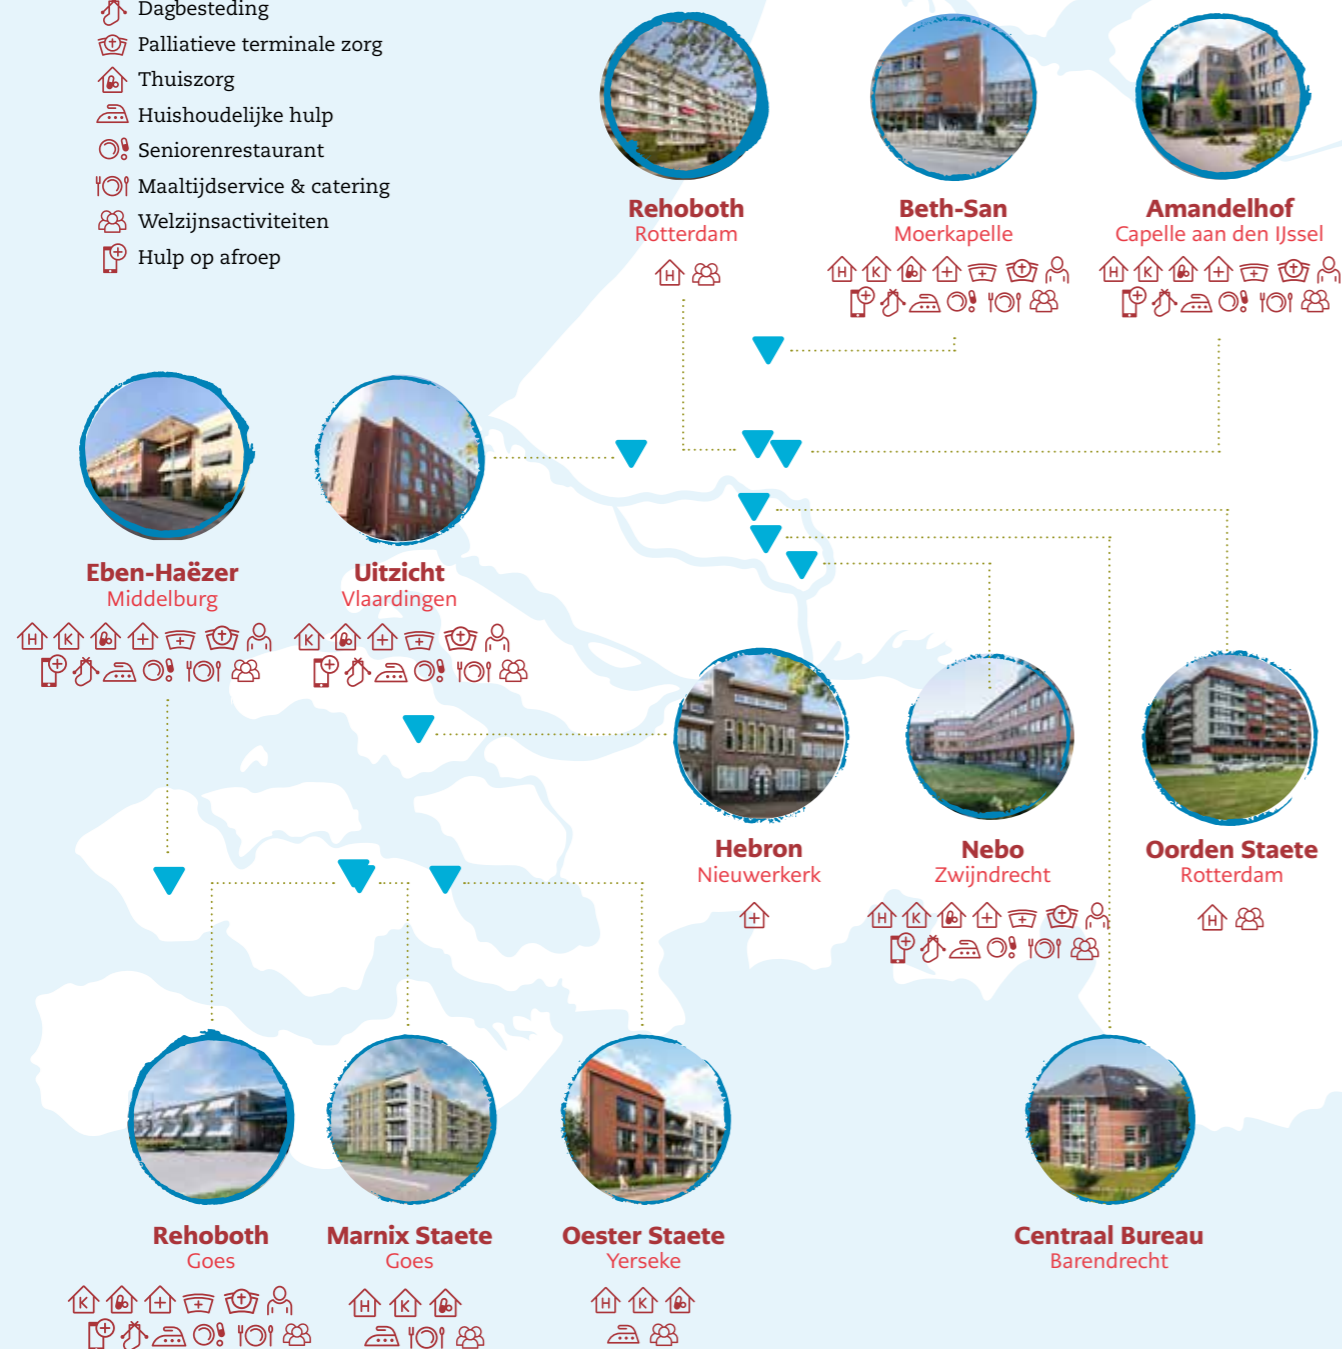 Dagbesteding
Palliatieve terminale zorg
Thuiszorg
Huishoudelijke hulp
Seniorenrestaurant
Maaltijdservice & catering
Welzijnsactiviteiten
Hulp op afroep
Rehoboth
Rotterdam
H
Beth-San
Moerkapelle
H K
Amandelhof
Capelle aan den IJssel
H K
Eben-Haëzer
Middelburg
H K
Uitzicht
Vlaardingen
K
Hebron
Nieuwerkerk
Nebo
Zwijndrecht
H K
Oorden Staete
Rotterdam
H
Rehoboth
Goes
K
Marnix Staete
Goes
H K
Oester Staete
Yerseke
H K
Centraal Bureau
Barendrecht